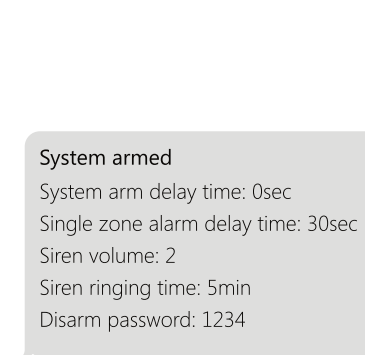 System armed
System arm delay time: 0sec
Single zone alarm delay time: 30sec
Siren volume: 2
Siren ringing time: 5min
Disarm password: 1234